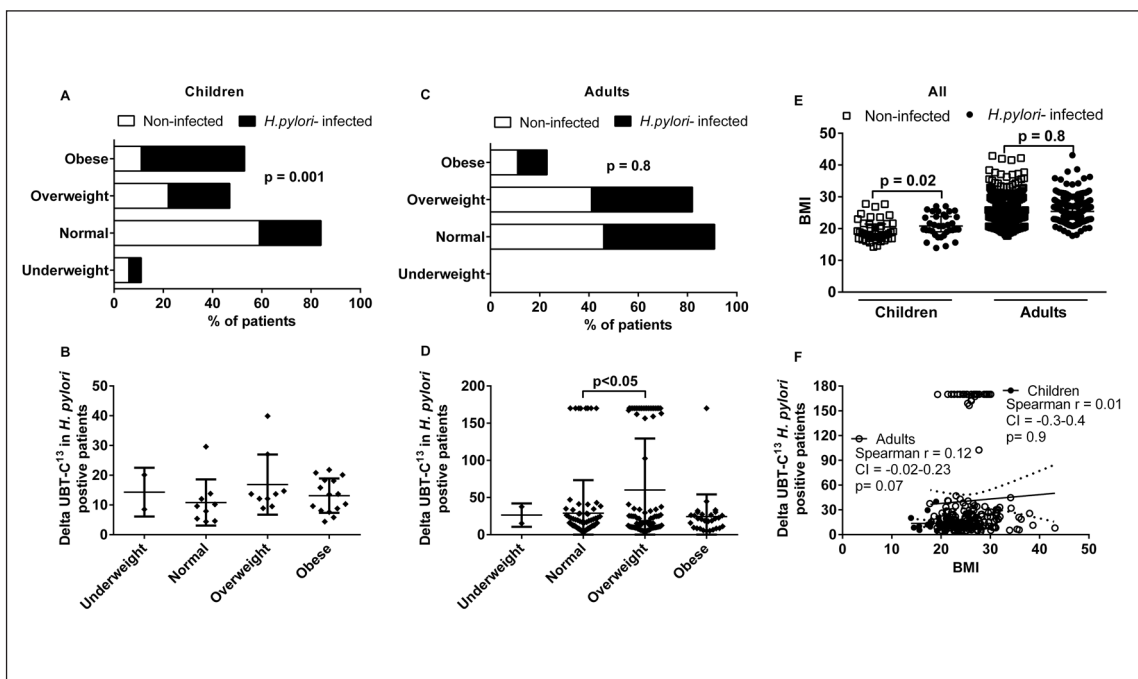 A
Children
Non-infected
H.pylori- infected
Obese
Overweight
Normal
Underweight
p = 0.001
0 20 40 60 80 100
% of patients
C
Adults
Non-infected
H.pylori- infected
Obese
Overweight
Normal
Underweight
p = 0.8
0 20 40 60 80 100
% of patients
E
All
Non-infected
H.pylori- infected
BMI
50
40
30
20
10
0
p = 0.02
p = 0.8
Children
Adults
B
Delta UBT-C13 in H. pylori
positive patients
50
40
30
20
10
0
Underweight
Normal
Overweight
Obese
D
Delta UBT-C13 in H. pylori
positive patients
200
150
100
50
0
p<0.05
Underweight
Normal
Overweight
Obese
F
Delta UBT-C13 H. pylori
positive patients
180
150
120
90
60
30
0
Children
Spearman r = 0.01
CI = -0.3-0.4
p= 0.9
Adults
Spearman r = 0.12
CI = -0.02-0.23
p= 0.07
0 10 20 30 40 50
BMI